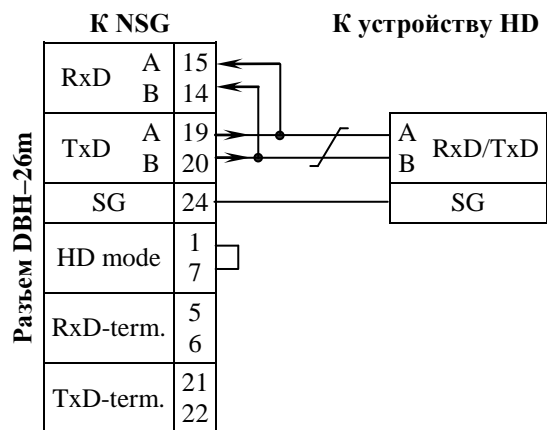 К NSG
К устройству HD
Разъем DBH–26m
RxD A 15
B 14
TxD A 19
B 20
SG 24
HD mode 1
7
RxD-term. 5
6
TxD-term. 21
22
A RxD/TxD
B
SG